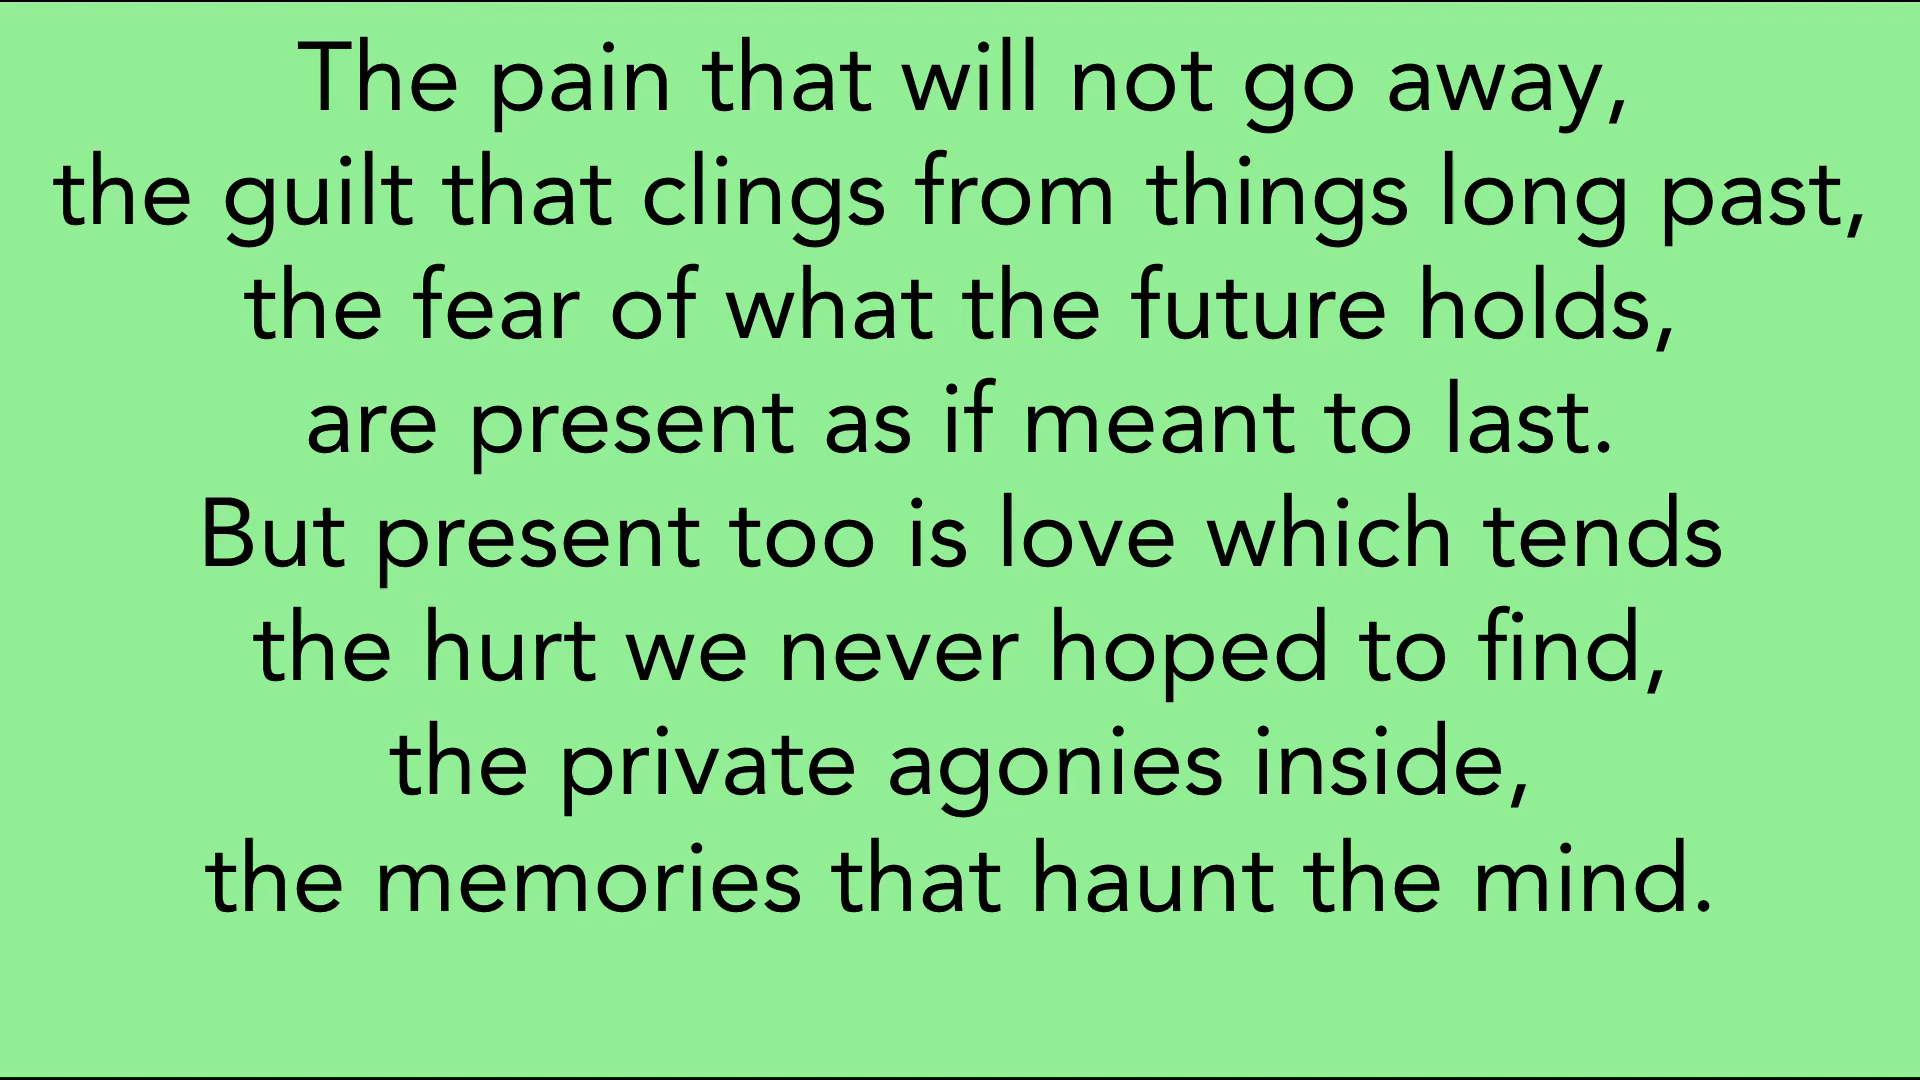 The pain that will not go away,
the guilt that clings from things long past,
the fear of what the future holds,
are present as if meant to last.
But present too is love which tends
the hurt we never hoped to find,
the private agonies inside,
the memories that haunt the mind.